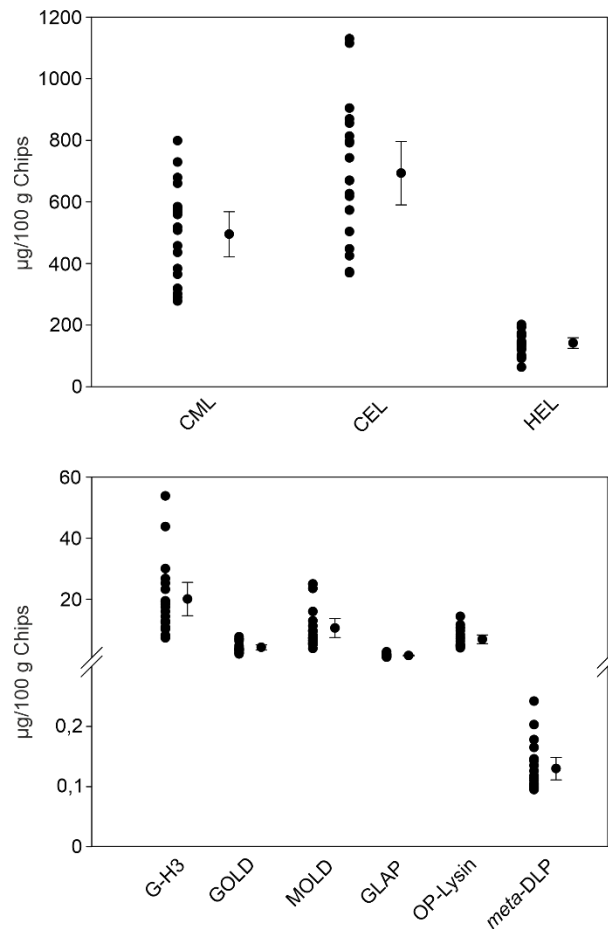 1200
1000
800
600
400
200
0
µg/100 g Chips
CML
CEL
HEL
60
40
20
0,2
0,1
0
µg/100 g Chips
G-H3
GOLD
MOLD
GLAP
OP-Lysin
meta-DLP